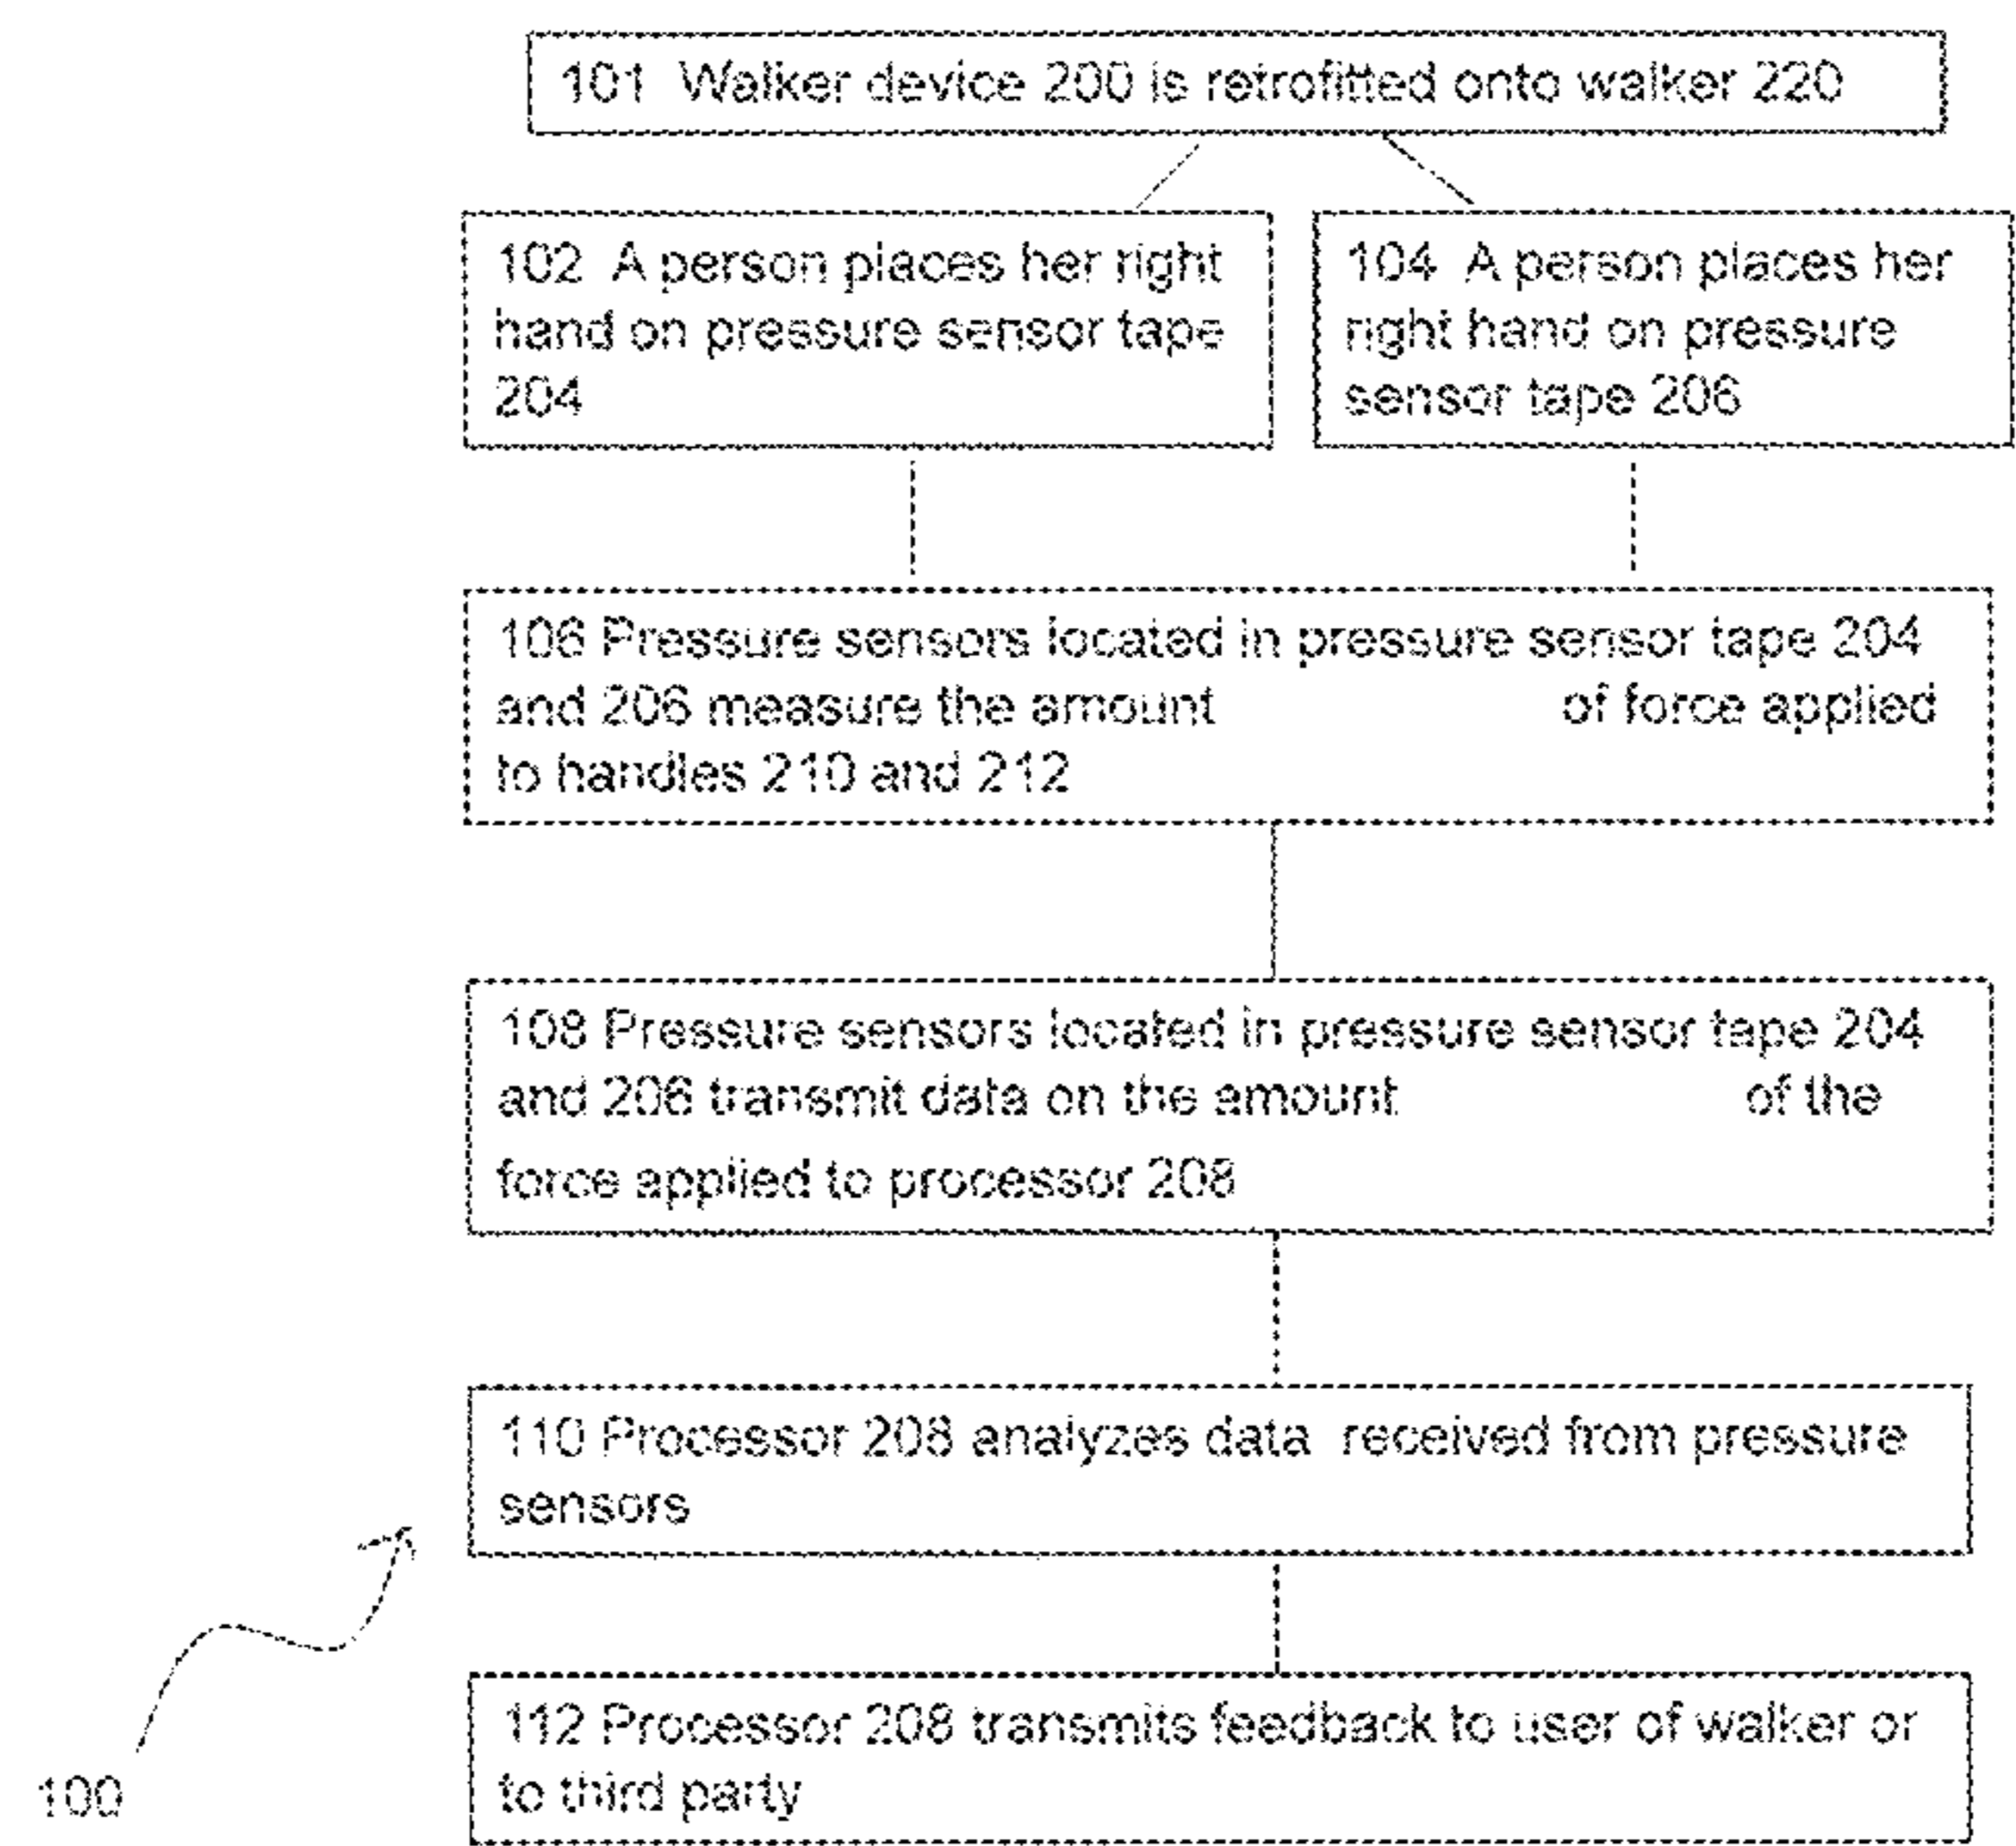 101 Walker device 200 is retrofitted onto walker 220
102 A person places her right
hand on pressure sensor tape
204
104 A person places her
right hand on pressure
sensor tape 206
106 Pressure sensors located in pressure sensor tape 204
and 206 measure the amount of force applied
to handles 210 and 212
108 Pressure sensors located in pressure sensor tape 204
and 206 transmit data on the amount of the
force applied to processor 208
110 Processor 208 analyzes data received from pressure
sensors
112 Processor 208 transmits feedback to user of walker or
to third party
100